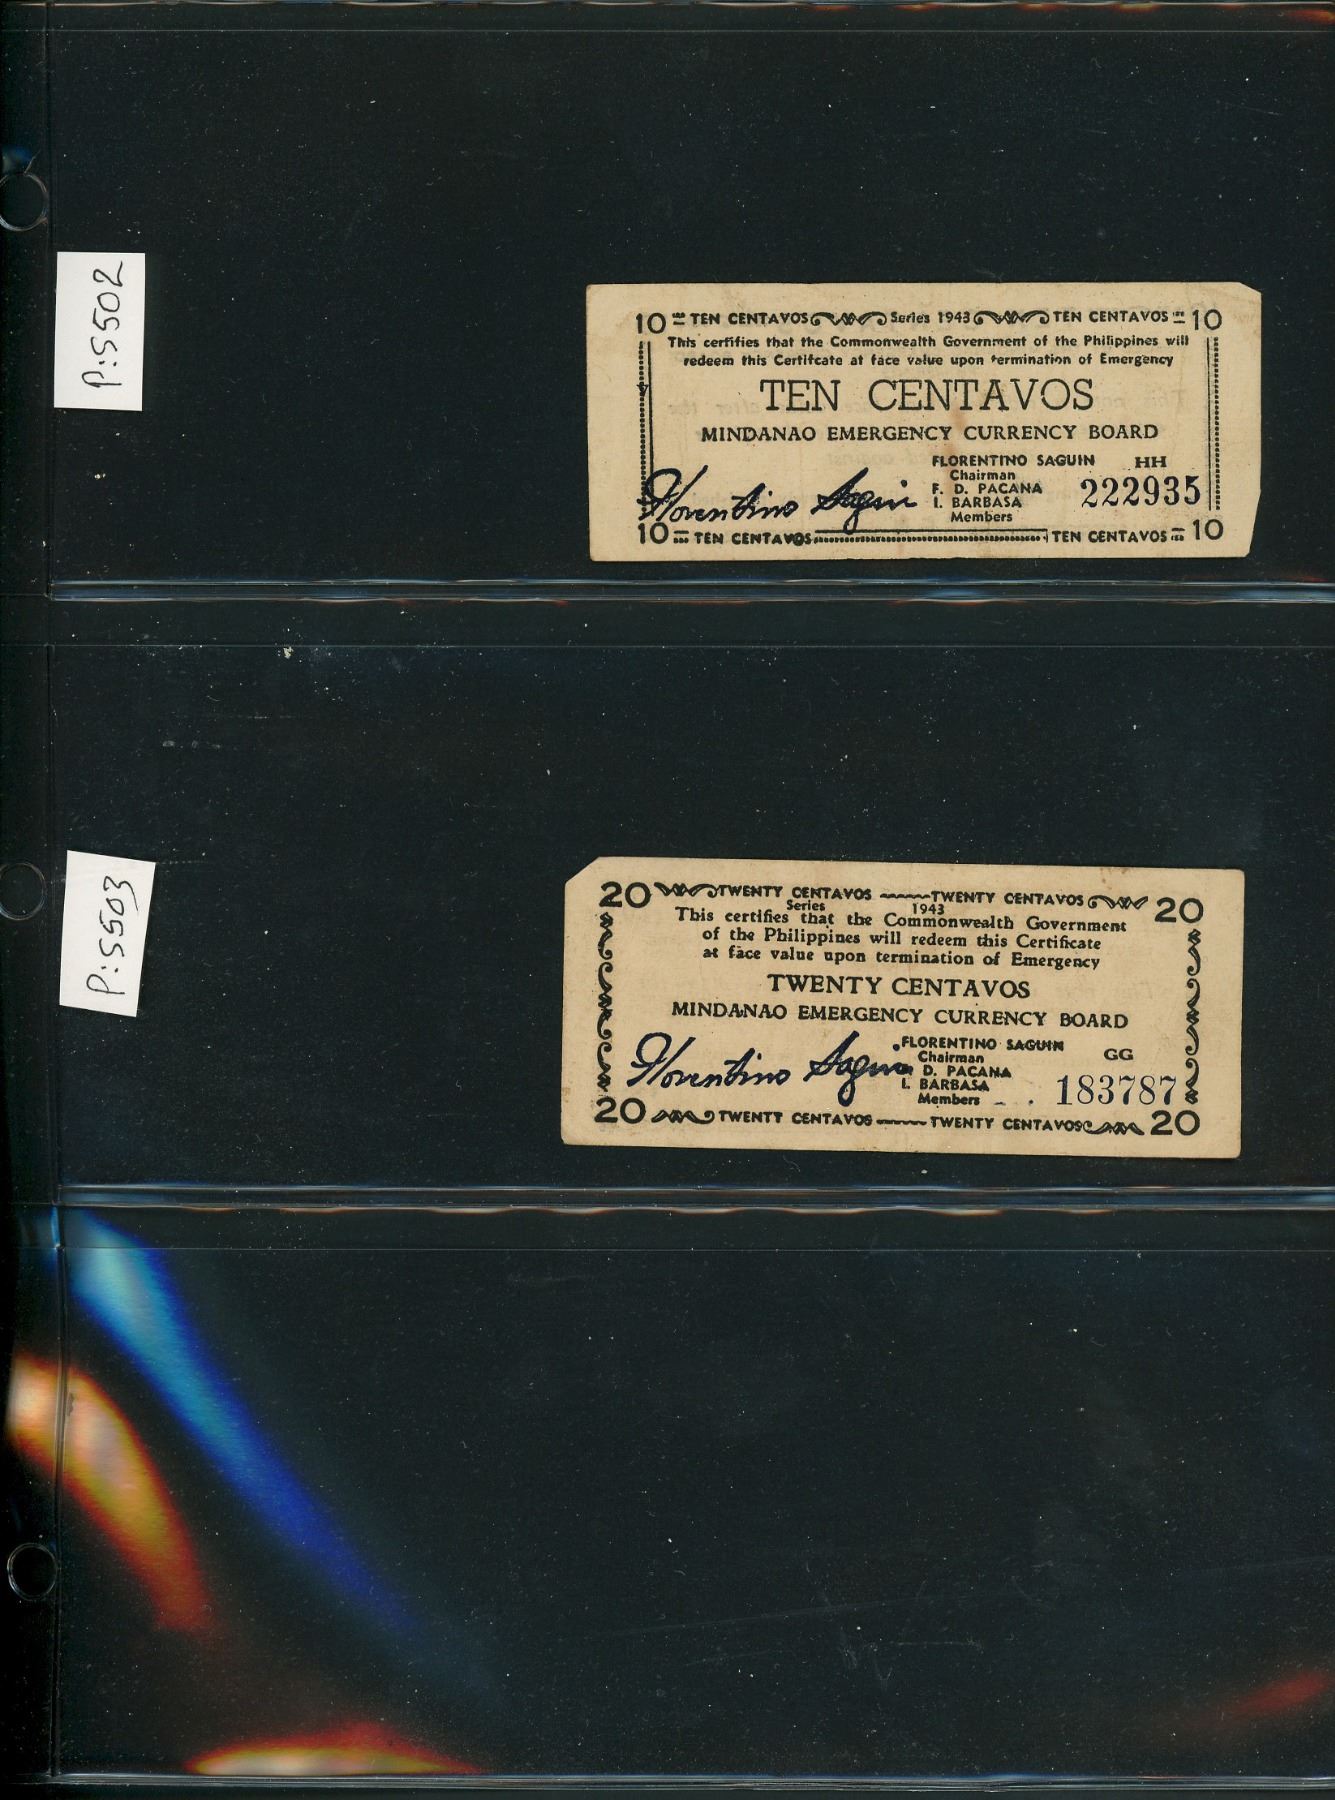 P:S502
10 TEN CENTAVOS Series 1943 TEN CENTAVOS 10
This cerfifies that the Commonwealth Government of the Philippines will
redeem this Certifcate at face value upon termination of Emergency
TEN CENTAVOS
MINDANAO EMERGENCY CURRENCY BOARD
Florentino Saguin
FLORENTINO SAGUIN HH
Chairman
F. D. PACANA 222935
I. BARBASA
Members
10 TEN CENTAVOS TEN CENTAVOS 10
P:S503
20 TWENTY CENTAVOS TWENTY CENTAVOS 20
Series 1943
This certifies that the Commonwealth Government
of the Philippines will redeem this Certificate
at face value upon termination of Emergency
TWENTY CENTAVOS
MINDANAO EMERGENCY CURRENCY BOARD
Florentino Saguin
FLORENTINO SAGUIN GG
Chairman
D. PACANA
I. BARBASA 183787
Members
20 TWENTT CENTAVOS TWENTY CENTAVOS 20